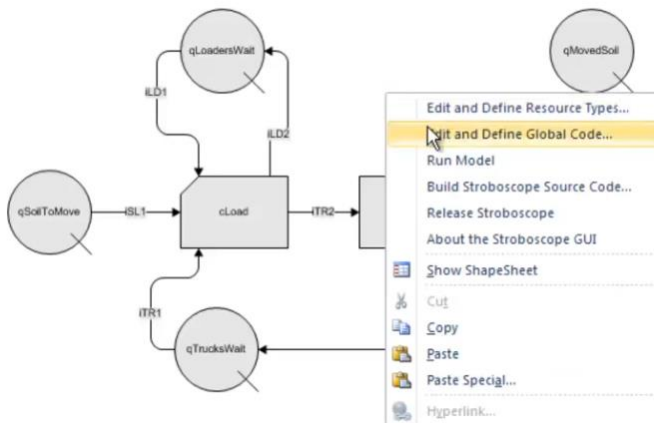 qLoadersWait
qMovedSoil
iLD1
iLD2
qSoilToMove
iSL1
cLoad
iTR2
iTR1
qTrucksWait
Edit and Define Resource Types...
Edit and Define Global Code...
Run Model
Build Stroboscope Source Code...
Release Stroboscope
About the Stroboscope GUI
Show ShapeSheet
Cut
Copy
Paste
Paste Special...
Hyperlink...